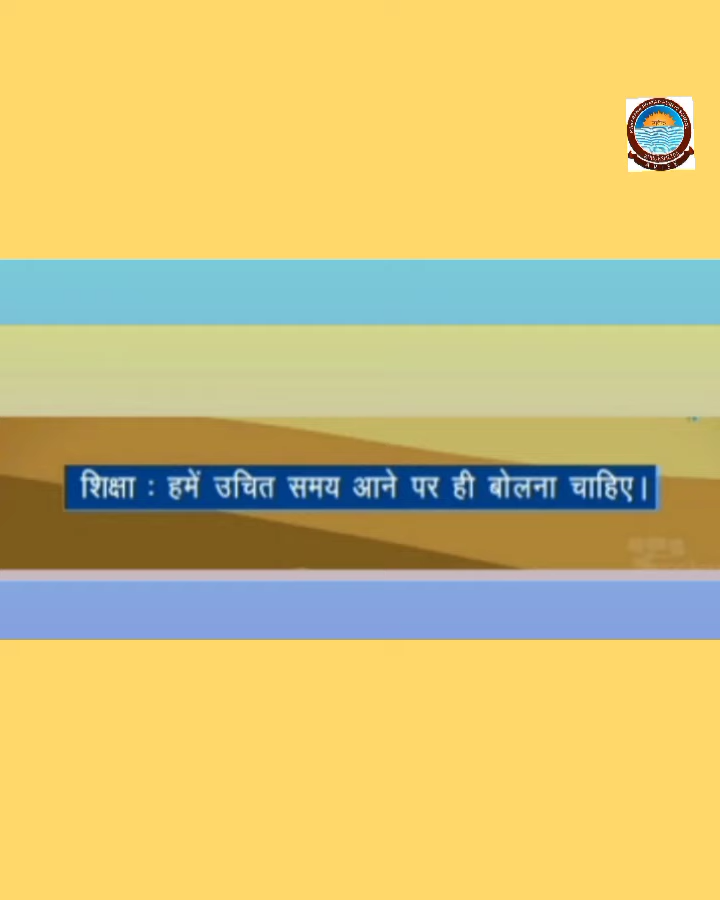 शिक्षा : हमें उचित समय आने पर ही बोलना चाहिए।